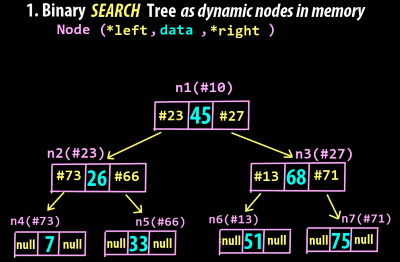 1. Binary SEARCH Tree as dynamic nodes in memory
Node (*left,data ,*right )
n1(#10)
#23 45 #27
n2(#23)
n3(#27)
#73 26 #66
#13 68 #71
n4(#73)
n5(#66)
n6(#13)
n7(#71)
null 7 null
null 33 null
null 51 null
null 75 null